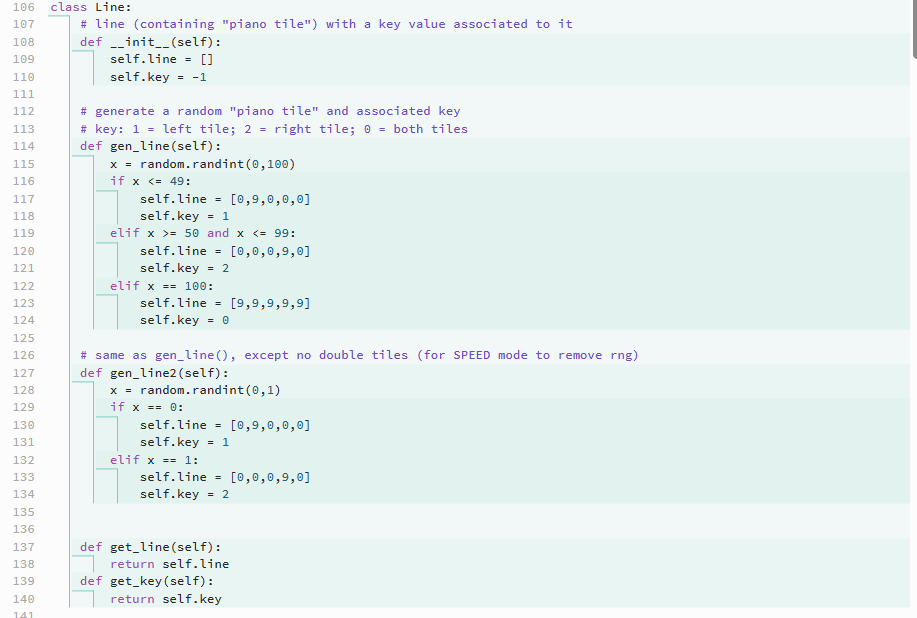 106 class Line:
107     # line (containing "piano tile") with a key value associated to it
108     def __init__(self):
109         self.line = []
110         self.key = -1
111
112     # generate a random "piano tile" and associated key
113     # key: 1 = left tile; 2 = right tile; 0 = both tiles
114     def gen_line(self):
115         x = random.randint(0,100)
116         if x <= 49:
117             self.line = [0,9,0,0,0]
118             self.key = 1
119         elif x >= 50 and x <= 99:
120             self.line = [0,0,0,9,0]
121             self.key = 2
122         elif x == 100:
123             self.line = [9,9,9,9,9]
124             self.key = 0
125
126     # same as gen_line(), except no double tiles (for SPEED mode to remove rng)
127     def gen_line2(self):
128         x = random.randint(0,1)
129         if x == 0:
130             self.line = [0,9,0,0,0]
131             self.key = 1
132         elif x == 1:
133             self.line = [0,0,0,9,0]
134             self.key = 2
135
136
137     def get_line(self):
138         return self.line
139     def get_key(self):
140         return self.key
141